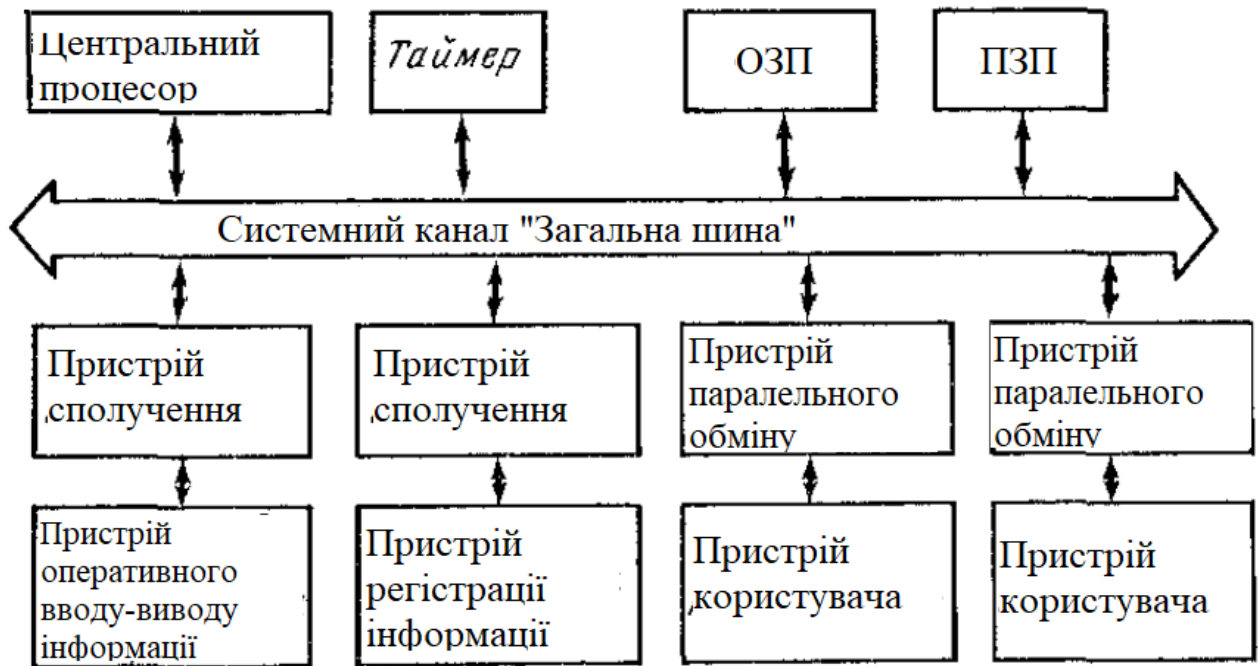 Центральний
процесор
Таймер
ОЗП
ПЗП
Системний канал "Загальна шина"
Пристрій
сполучення
Пристрій
сполучення
Пристрій
паралельного
обміну
Пристрій
паралельного
обміну
Пристрій
оперативного
вводу-виводу
інформації
Пристрій
регістрації
інформації
Пристрій
користувача
Пристрій
користувача